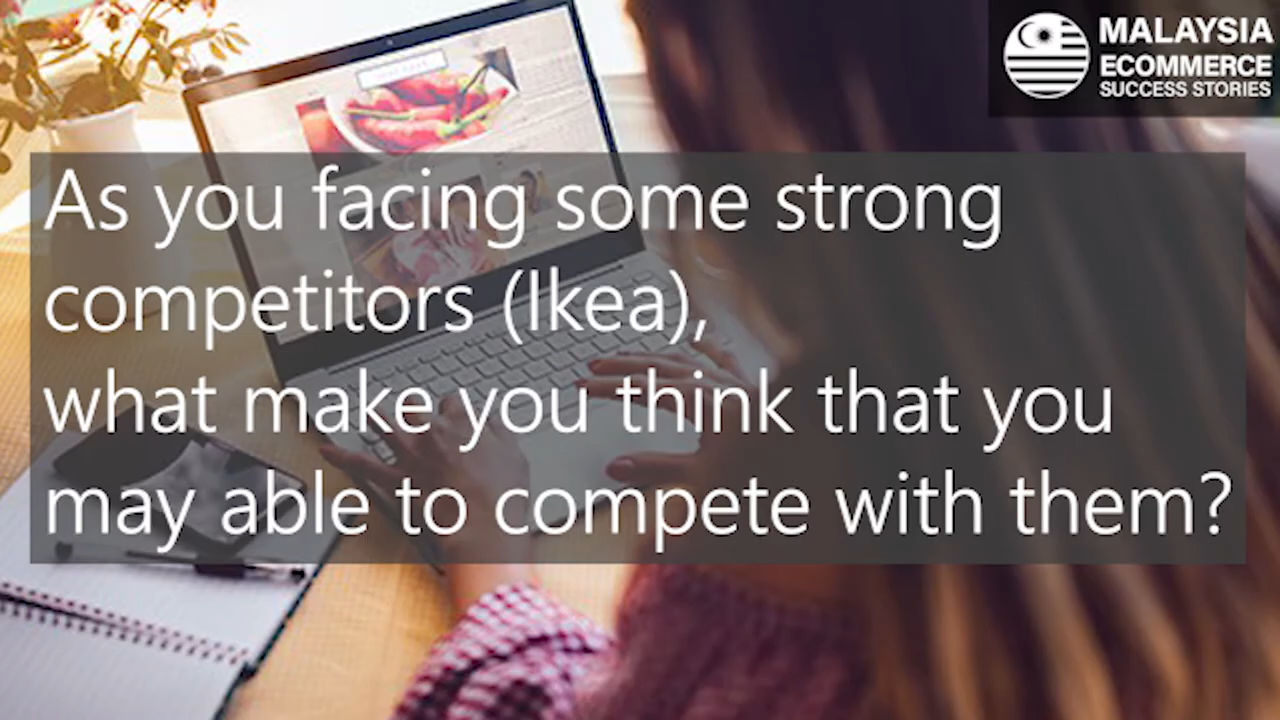 MALAYSIA
ECOMMERCE
SUCCESS STORIES
As you facing some strong
competitors (Ikea),
what make you think that you
may able to compete with them?